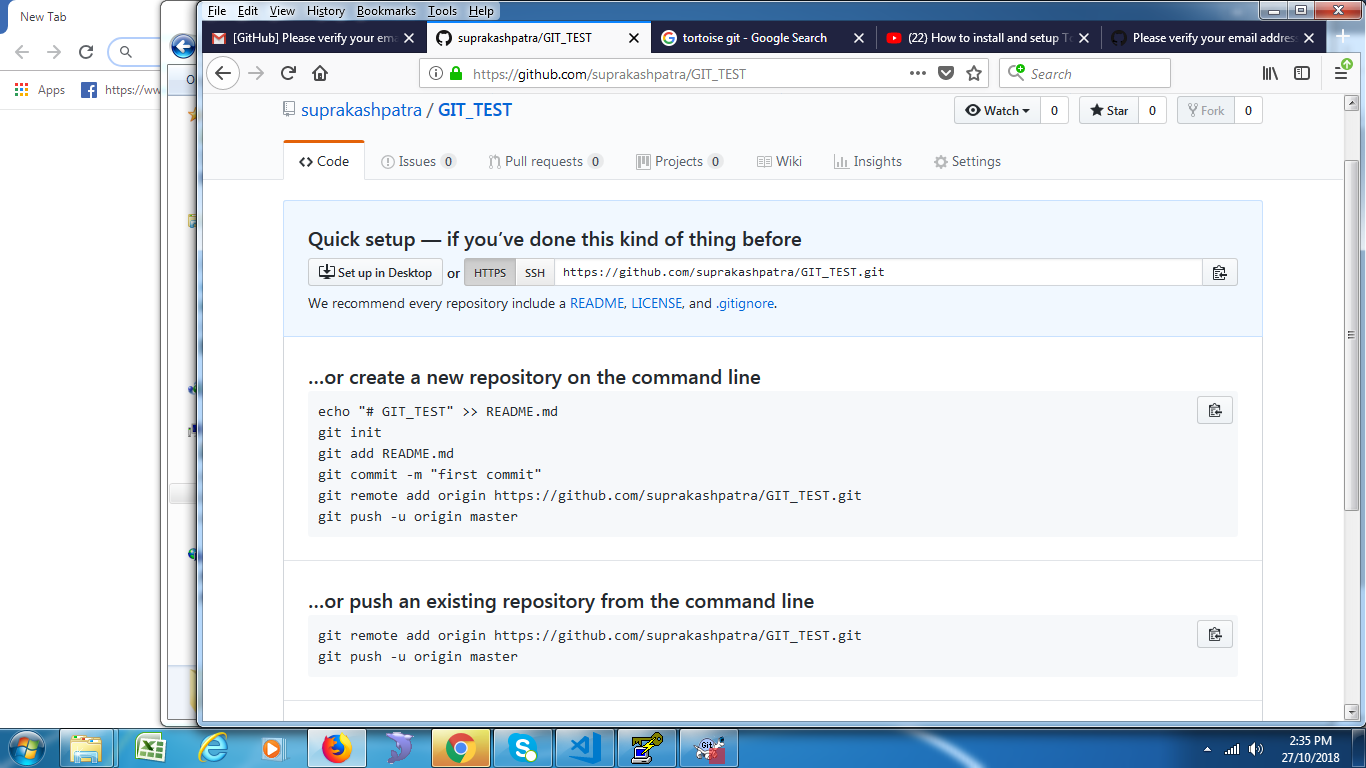 New Tab
Apps
https://ww
File Edit View History Bookmarks Tools Help
[GitHub] Please verify your ema
suprakashpatra/GIT_TEST
tortoise git - Google Search
(22) How to install and setup To
Please verify your email addres
https://github.com/suprakashpatra/GIT_TEST
Search
suprakashpatra / GIT_TEST
Watch 0
Star 0
Fork 0
Code
Issues 0
Pull requests 0
Projects 0
Wiki
Insights
Settings
Quick setup — if you’ve done this kind of thing before
Set up in Desktop or HTTPS SSH https://github.com/suprakashpatra/GIT_TEST.git
We recommend every repository include a README, LICENSE, and .gitignore.
…or create a new repository on the command line
echo "# GIT_TEST" >> README.md
git init
git add README.md
git commit -m "first commit"
git remote add origin https://github.com/suprakashpatra/GIT_TEST.git
git push -u origin master
…or push an existing repository from the command line
git remote add origin https://github.com/suprakashpatra/GIT_TEST.git
git push -u origin master
Git
2:35 PM
27/10/2018